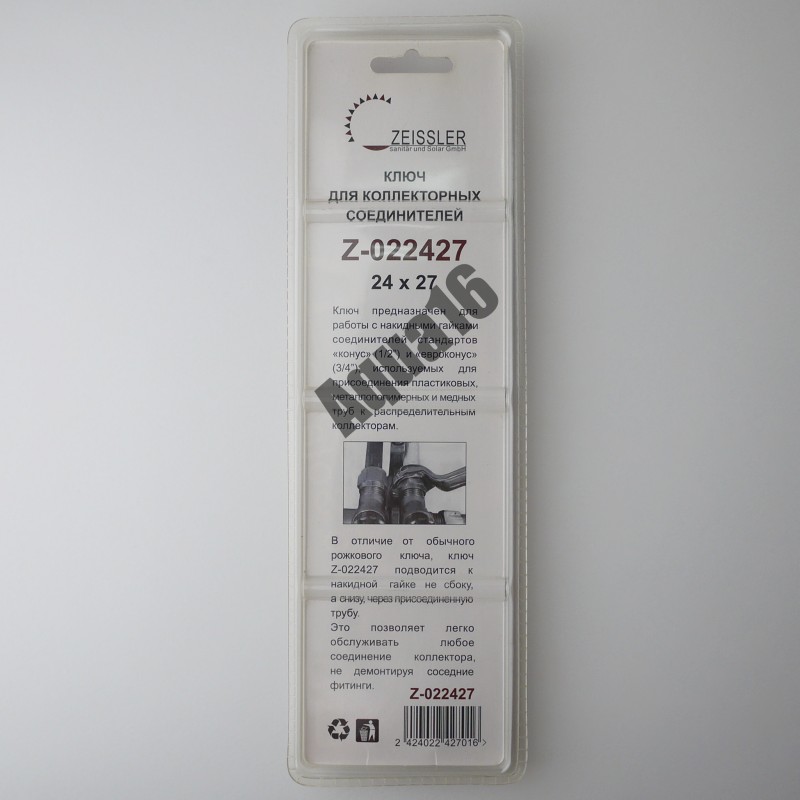 ZEISSLER
Sanitär und Solar GmbH
КЛЮЧ
ДЛЯ КОЛЛЕКТОРНЫХ
СОЕДИНИТЕЛЕЙ
Z-022427
24 x 27
Ключ предназначен для
работы с накидными гайками
соединителей стандартов
«конус» (1/2") и «евроконус»
(3/4"), используемых для
присоединения пластиковых,
металлополимерных и медных
труб к распределительным
коллекторам.
Aqua16
В отличие от обычного
рожкового ключа, ключ
Z-022427 подводится к
накидной гайке не сбоку,
а снизу, через присоединенную
трубу.
Это позволяет легко
обслуживать любое
соединение коллектора,
не демонтируя соседние
фитинги.
Z-022427
2 424022 427016 >